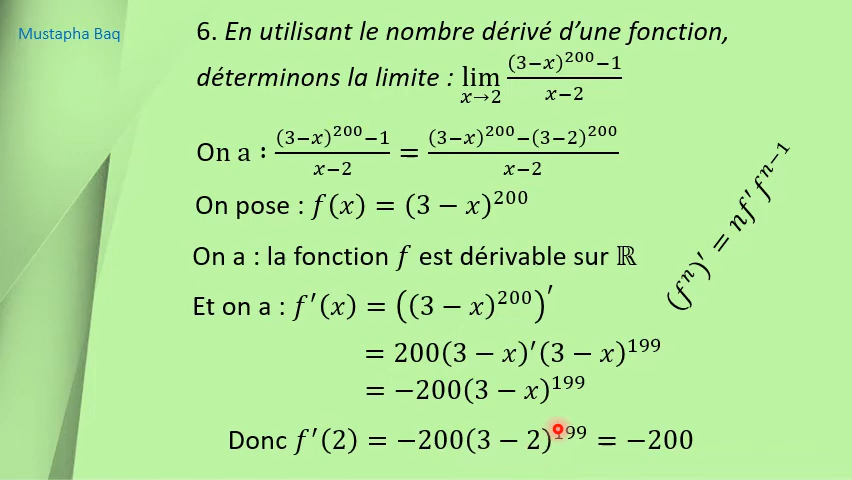 Mustapha Baq
6. En utilisant le nombre dérivé d’une fonction,
déterminons la limite : lim x→2 ((3−x)^200−1)/(x−2)
On a : ((3−x)^200−1)/(x−2) = ((3−x)^200−(3−2)^200)/(x−2)
On pose : f(x) = (3 − x)^200
On a : la fonction f est dérivable sur ℝ
Et on a : f′(x) = ((3 − x)^200)′
= 200(3 − x)′(3 − x)^199
= −200(3 − x)^199
Donc f′(2) = −200(3 − 2)^199 = −200
(f^n)′ = nf′f^n−1